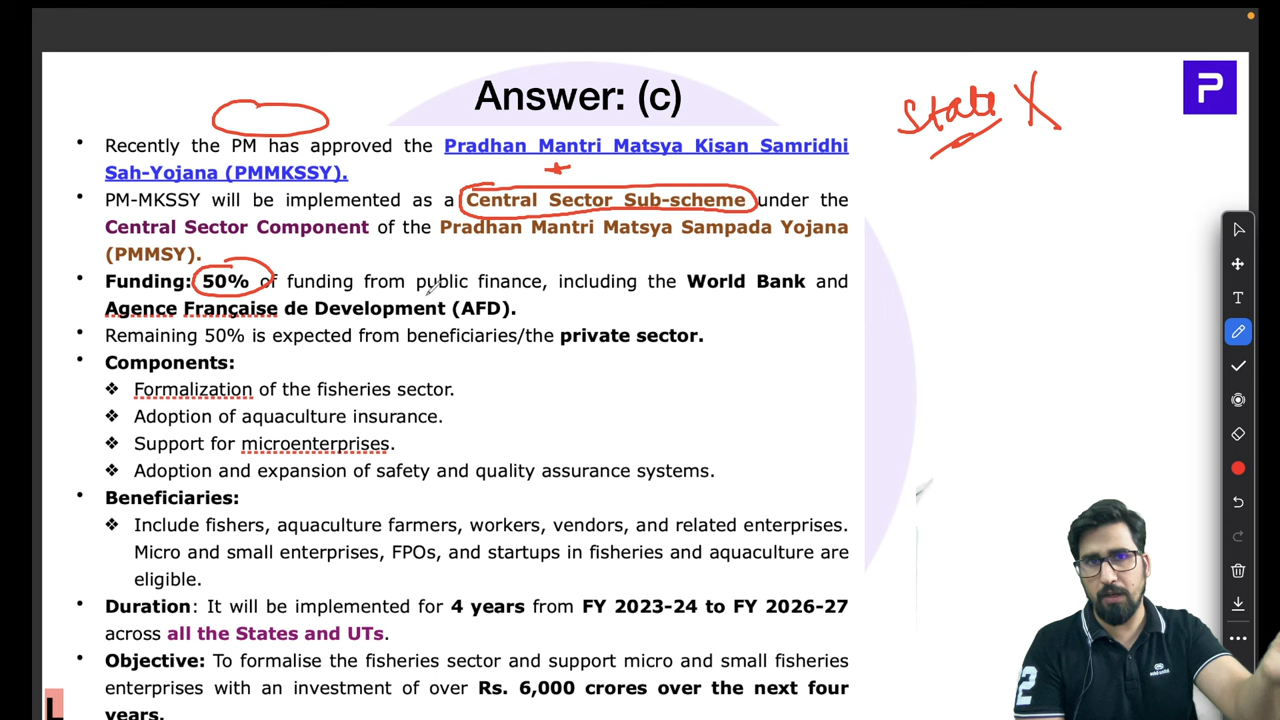 Answer: (c)
State X
• Recently the PM has approved the Pradhan Mantri Matsya Kisan Samridhi
Sah-Yojana (PMMKSSY).
• PM-MKSSY will be implemented as a Central Sector Sub-scheme under the
Central Sector Component of the Pradhan Mantri Matsya Sampada Yojana
(PMMSY).
• Funding: 50% of funding from public finance, including the World Bank and
Agence Française de Development (AFD).
• Remaining 50% is expected from beneficiaries/the private sector.
• Components:
❖ Formalization of the fisheries sector.
❖ Adoption of aquaculture insurance.
❖ Support for microenterprises.
❖ Adoption and expansion of safety and quality assurance systems.
• Beneficiaries:
❖ Include fishers, aquaculture farmers, workers, vendors, and related enterprises.
Micro and small enterprises, FPOs, and startups in fisheries and aquaculture are
eligible.
• Duration: It will be implemented for 4 years from FY 2023-24 to FY 2026-27
across all the States and UTs.
• Objective: To formalise the fisheries sector and support micro and small fisheries
enterprises with an investment of over Rs. 6,000 crores over the next four
years.
L